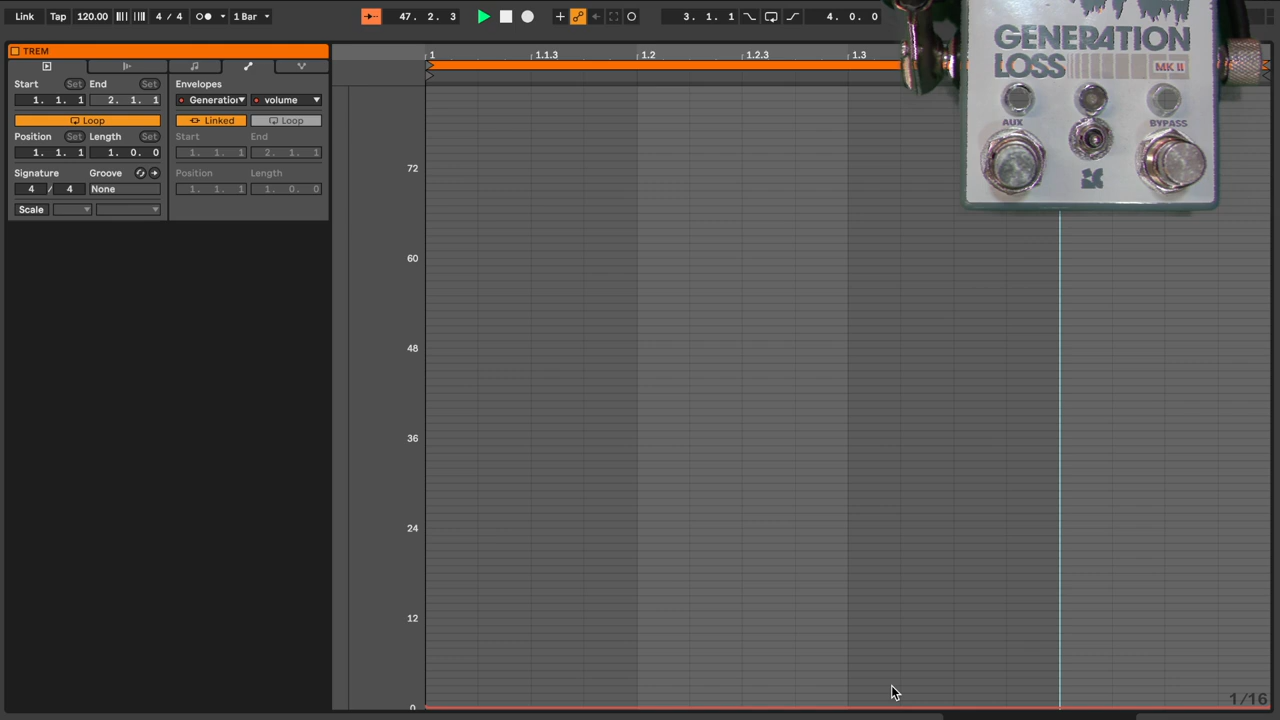 Link Tap 120.00 4 / 4 1 Bar 47. 2. 3 3. 1. 1 4. 0. 0
TREM
Start Set End Set
1. 1. 1 2. 1. 1
Loop
Position Set Length Set
1. 1. 1 1. 0. 0
Signature Groove
4 / 4 None
Scale
Envelopes
Generation volume
Linked Loop
Start End
1. 1. 1 2. 1. 1
Position Length
1. 1. 1 1. 0. 0
1 1.1.3 1.2 1.2.3 1.3
72
60
48
36
24
12
0
1/16
GENERATION
LOSS MK II
AUX BYPASS